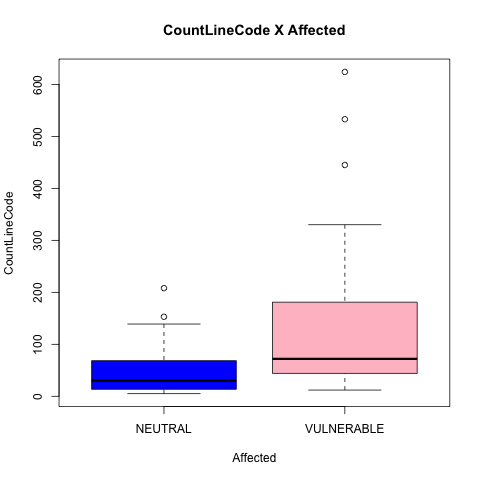 CountLineCode X Affected
CountLineCode
600
500
400
300
200
100
0
NEUTRAL
VULNERABLE
Affected